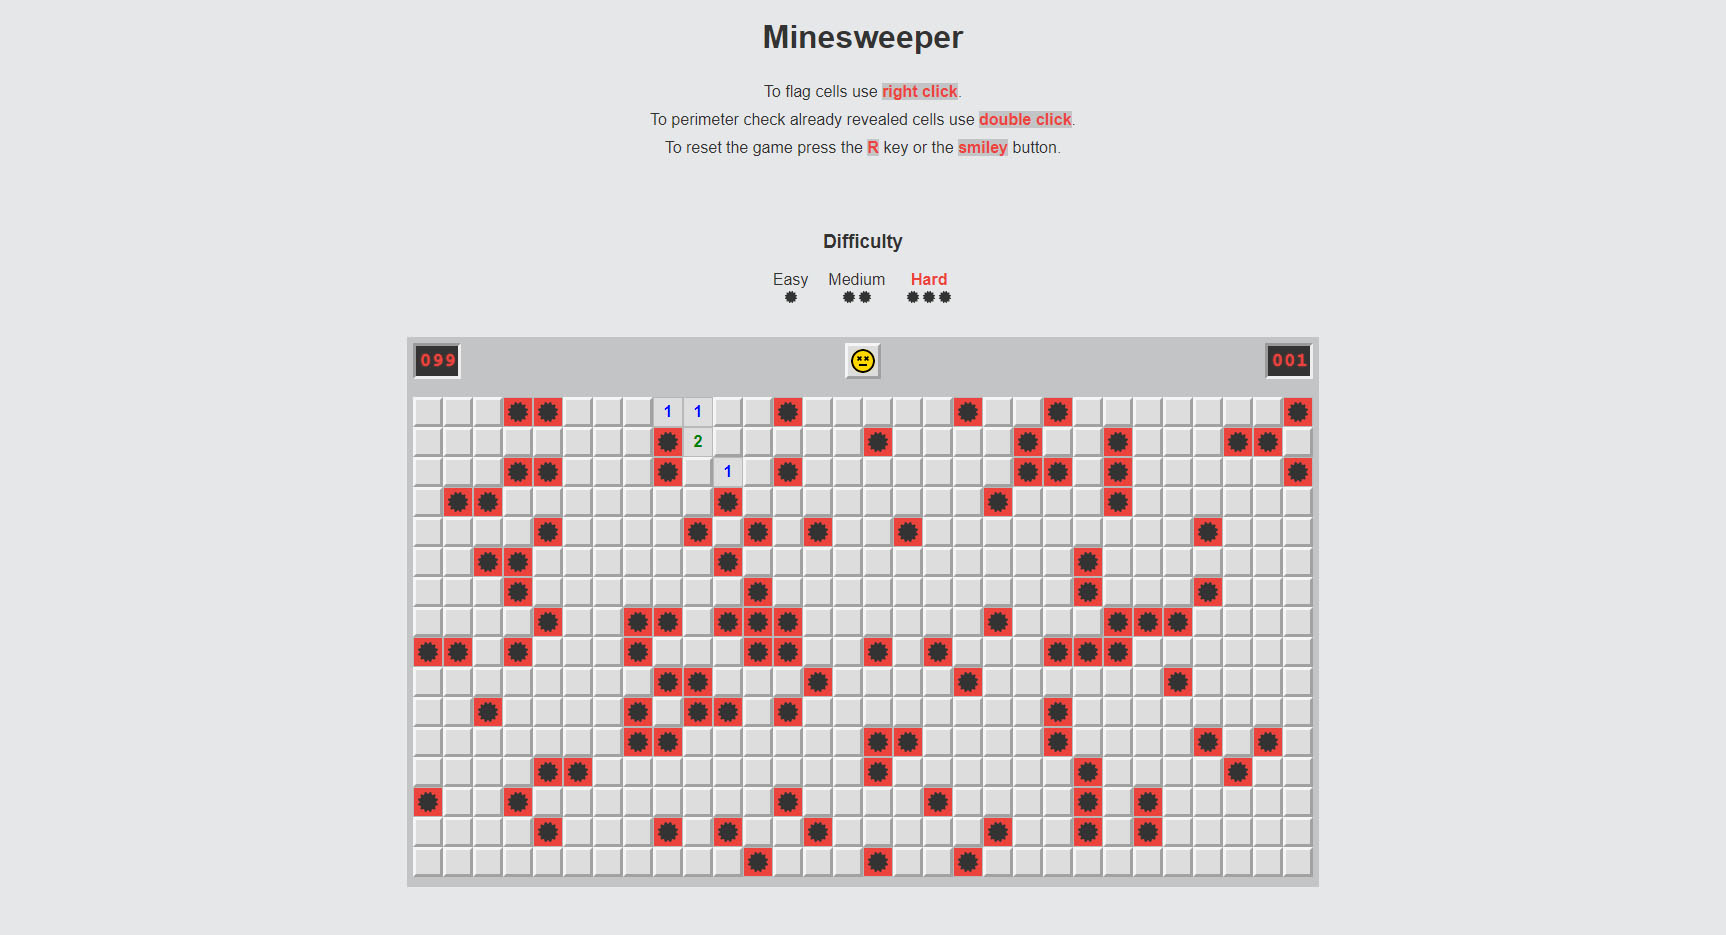 Minesweeper
To flag cells use right click.
To perimeter check already revealed cells use double click.
To reset the game press the R key or the smiley button.
Difficulty
Easy Medium Hard
099 001
1 1
2
1